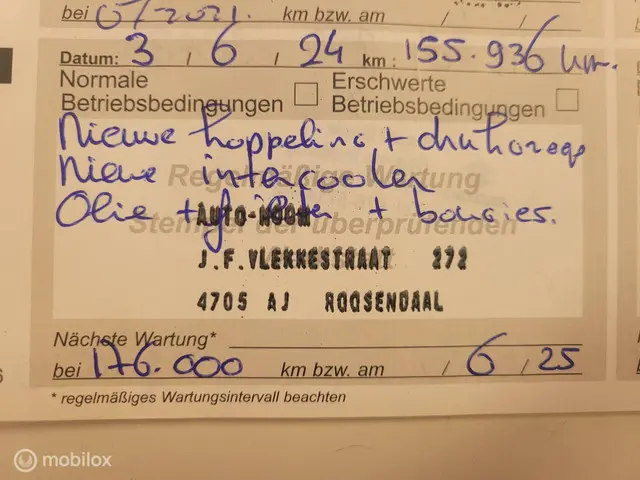 bei 07/2021. km bzw. am / /
Datum: 3 / 6 / 24 km : 155.936 km.
Normale Betriebsbedingungen
Erschwerte Betriebsbedingungen
Nieuwe koppeling + drukgroep
Nieuwe intercooler
Regelmäßige Wartung
Olie + filter + bougies.
Stempel der überprüfenden
AUTO-MOOH
J.F.VLEKKESTRAAT 272
4705 AJ ROOSENDAAL
Nächste Wartung*
bei 176.000 km bzw. am / 6 / 25
* regelmäßiges Wartungsintervall beachten
mobilox